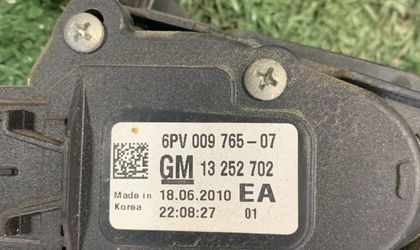 6PV 009 765-07
GM 13 252 702
Made in 18.06.2010 EA
Korea 22:08:27 01